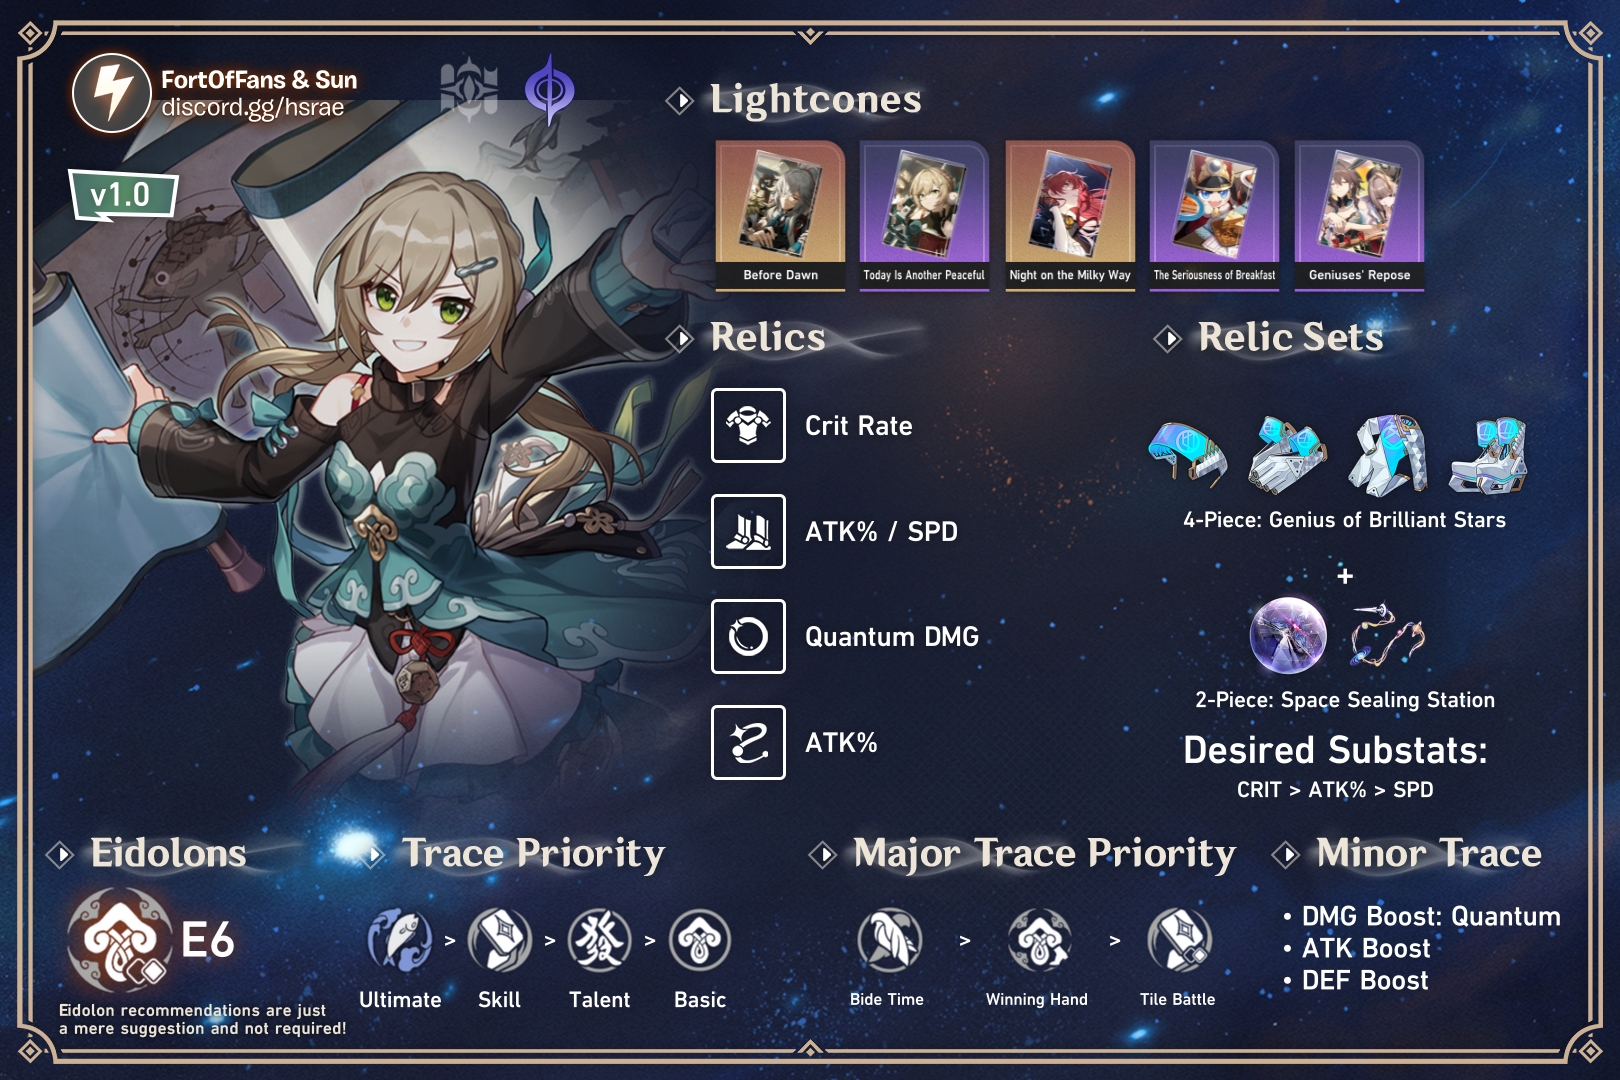 FortOfFans & Sun
discord.gg/hsrae
v1.0
Lightcones
Before Dawn
Today Is Another Peaceful
Night on the Milky Way
The Seriousness of Breakfast
Geniuses' Repose
Relics
Crit Rate
ATK% / SPD
Quantum DMG
ATK%
Relic Sets
4-Piece: Genius of Brilliant Stars
+
2-Piece: Space Sealing Station
Desired Substats:
CRIT > ATK% > SPD
Eidolons
E6
Eidolon recommendations are just
a mere suggestion and not required!
Trace Priority
> > >
Ultimate Skill Talent Basic
Major Trace Priority
> >
Bide Time Winning Hand Tile Battle
Minor Trace
• DMG Boost: Quantum
• ATK Boost
• DEF Boost